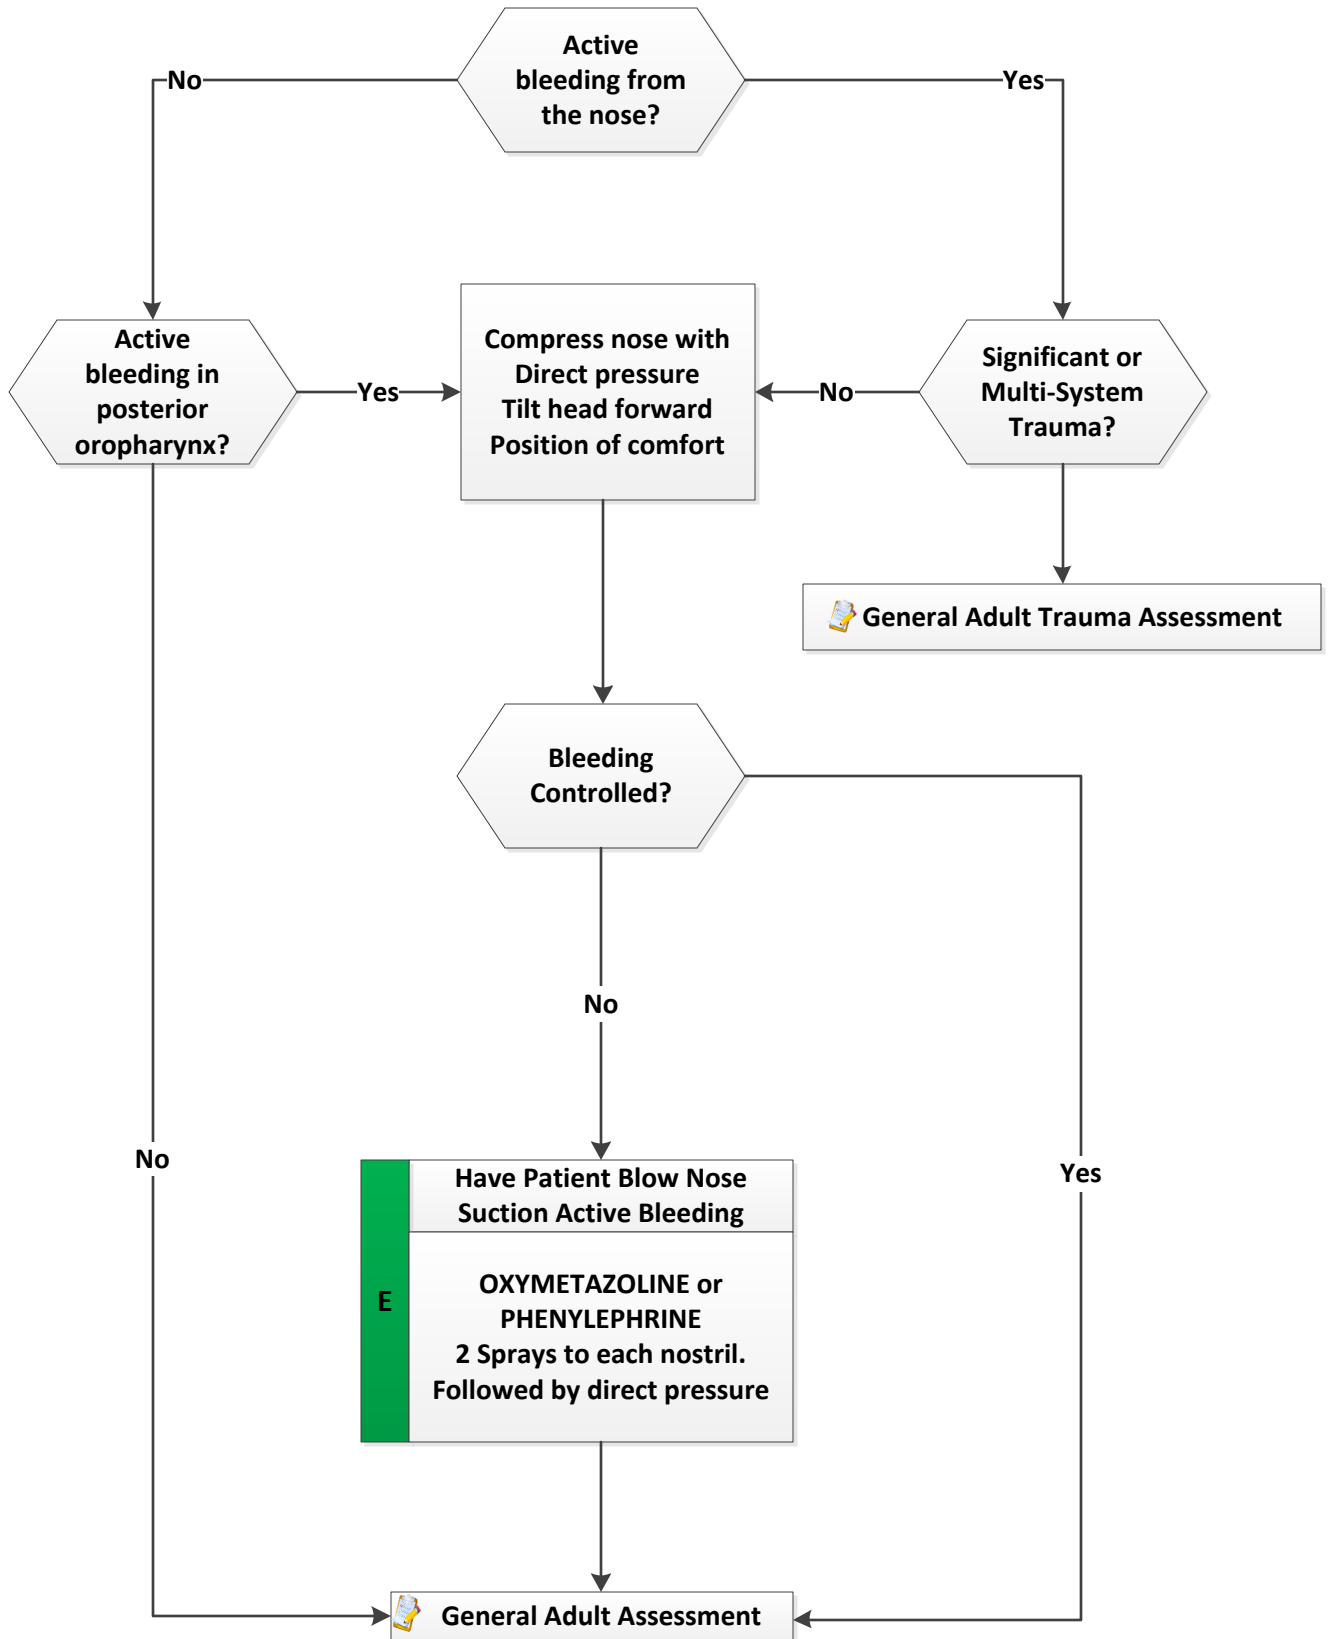 Active
bleeding from
the nose?
No
Yes
Active
bleeding in
posterior
oropharynx?
Yes
Compress nose with
Direct pressure
Tilt head forward
Position of comfort
No
Significant or
Multi-System
Trauma?
General Adult Trauma Assessment
Bleeding
Controlled?
No
No
Yes
Have Patient Blow Nose
Suction Active Bleeding
E
OXYMETAZOLINE or
PHENYLEPHRINE
2 Sprays to each nostril.
Followed by direct pressure
General Adult Assessment